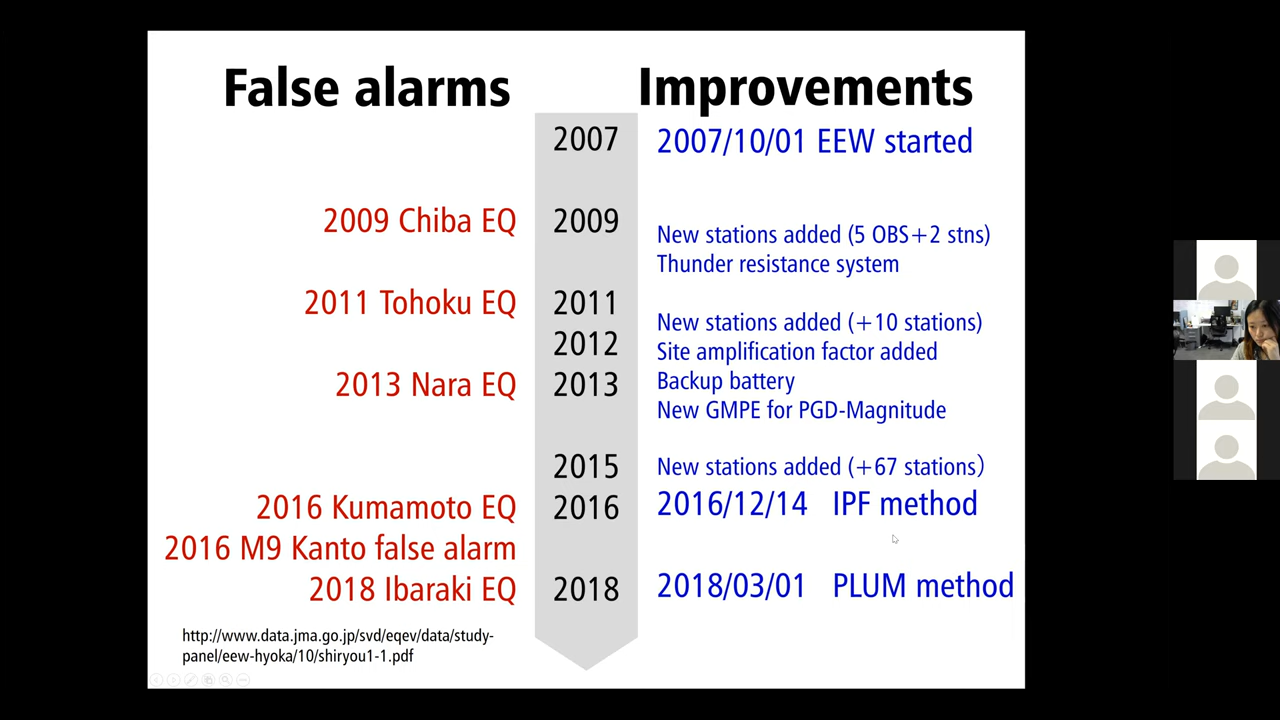 False alarms
Improvements
2007
2007/10/01 EEW started
2009 Chiba EQ
2009
New stations added (5 OBS+2 stns)
Thunder resistance system
2011 Tohoku EQ
2011
New stations added (+10 stations)
2012
Site amplification factor added
2013 Nara EQ
2013
Backup battery
New GMPE for PGD-Magnitude
2015
New stations added (+67 stations)
2016 Kumamoto EQ
2016
2016/12/14 IPF method
2016 M9 Kanto false alarm
2018 Ibaraki EQ
2018
2018/03/01 PLUM method
http://www.data.jma.go.jp/svd/eqev/data/study-
panel/eew-hyoka/10/shiryou1-1.pdf